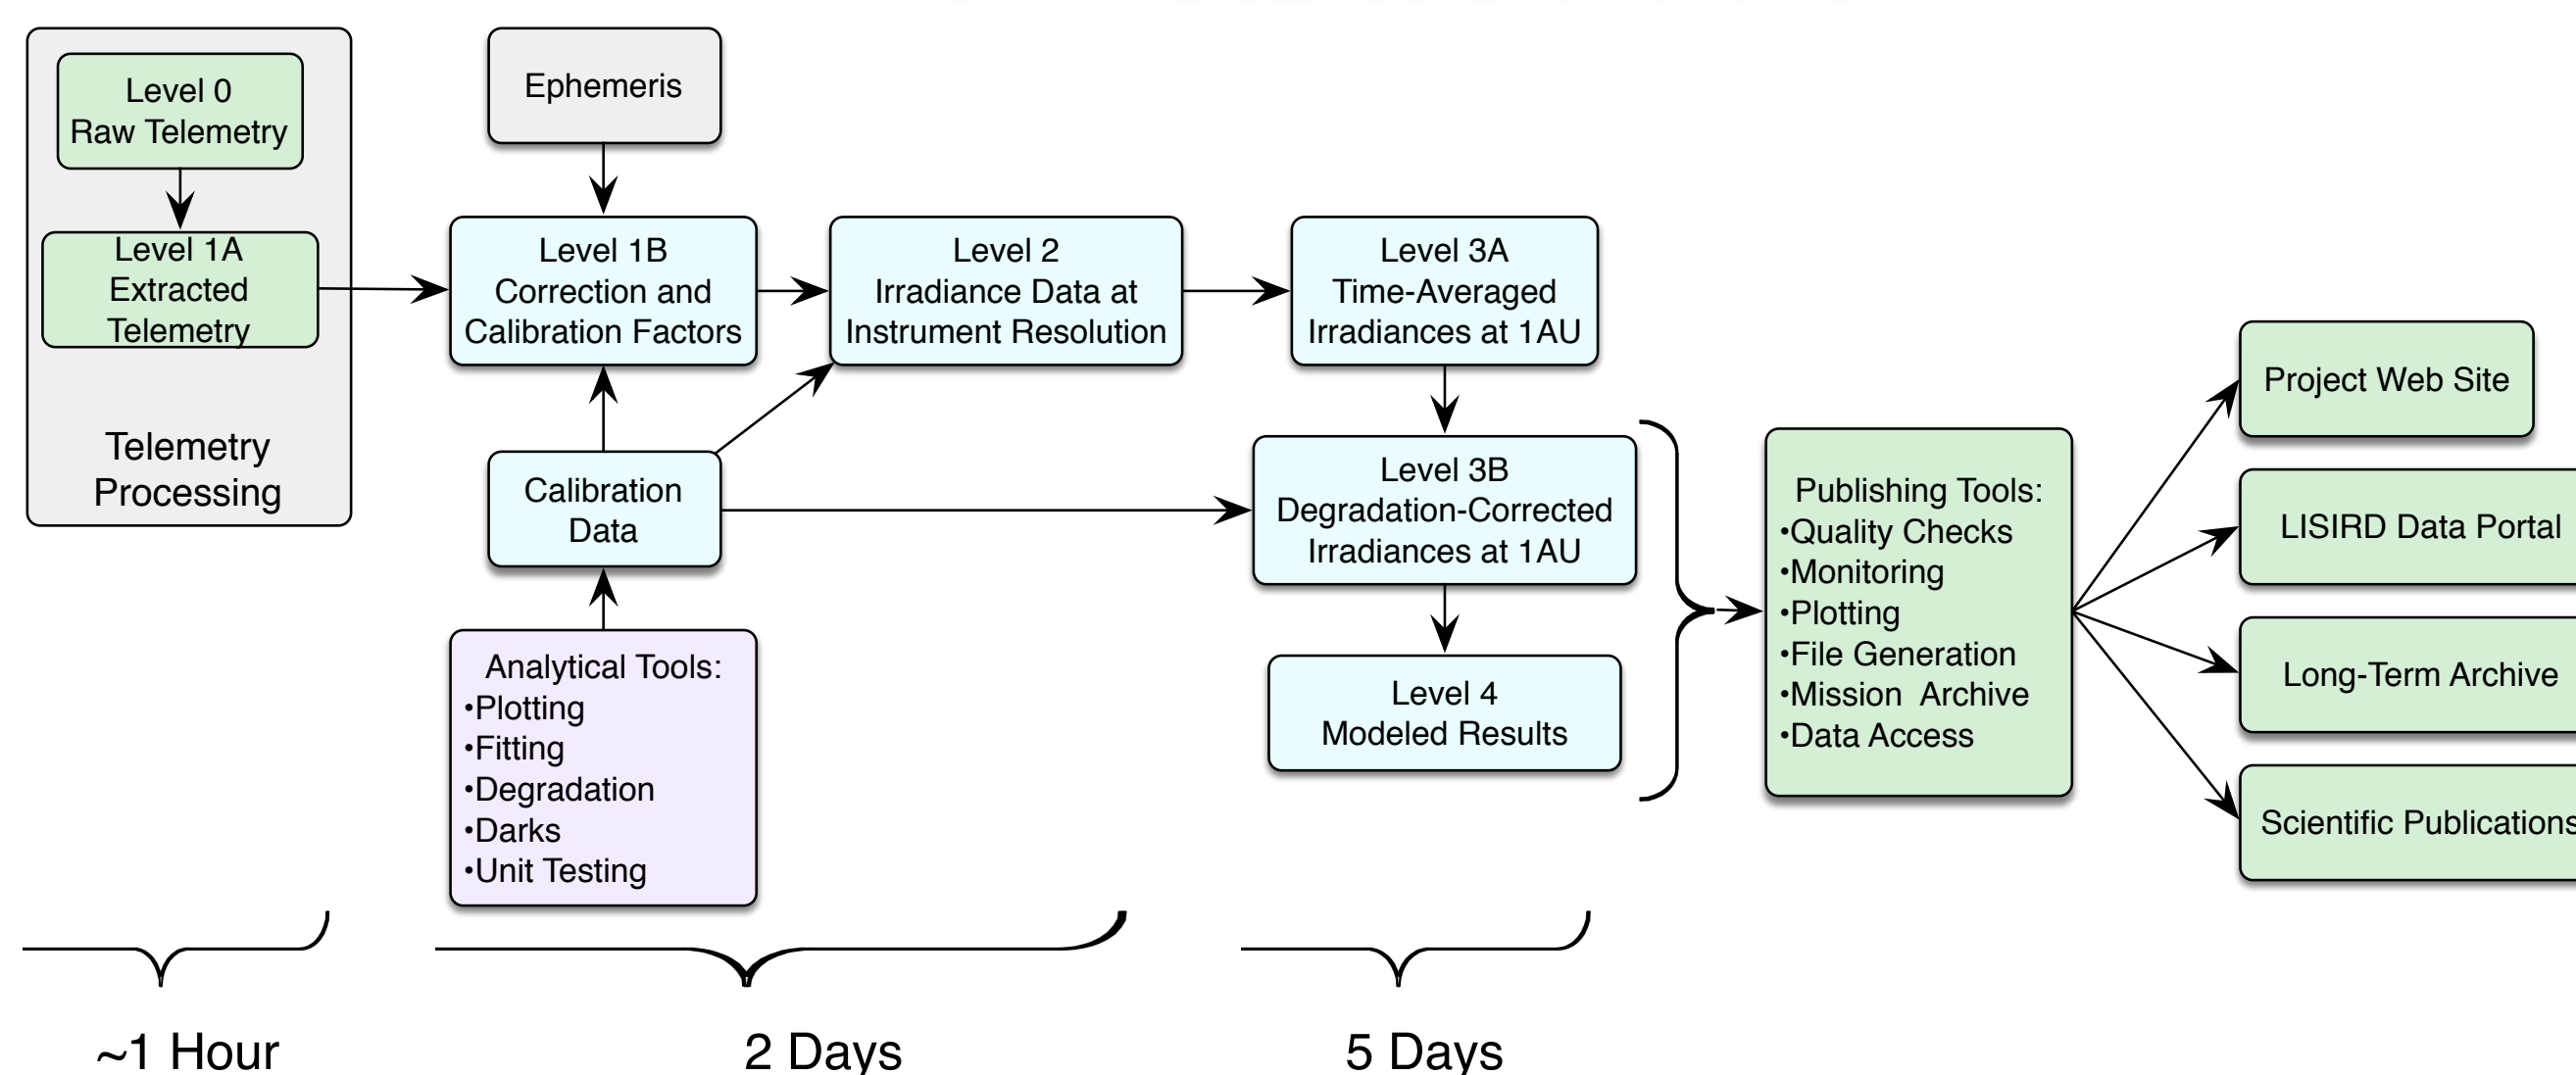 Level 0
Raw Telemetry
Level 1A
Extracted
Telemetry
Telemetry
Processing
Ephemeris
Level 1B
Correction and
Calibration Factors
Level 2
Irradiance Data at
Instrument Resolution
Level 3A
Time-Averaged
Irradiances at 1AU
Calibration
Data
Level 3B
Degradation-Corrected
Irradiances at 1AU
Level 4
Modeled Results
Analytical Tools:
•Plotting
•Fitting
•Degradation
•Darks
•Unit Testing
Publishing Tools:
•Quality Checks
•Monitoring
•Plotting
•File Generation
•Mission  Archive
•Data Access
Project Web Site
LISIRD Data Portal
Long-Term Archive
Scientific Publications
~1 Hour
2 Days
5 Days